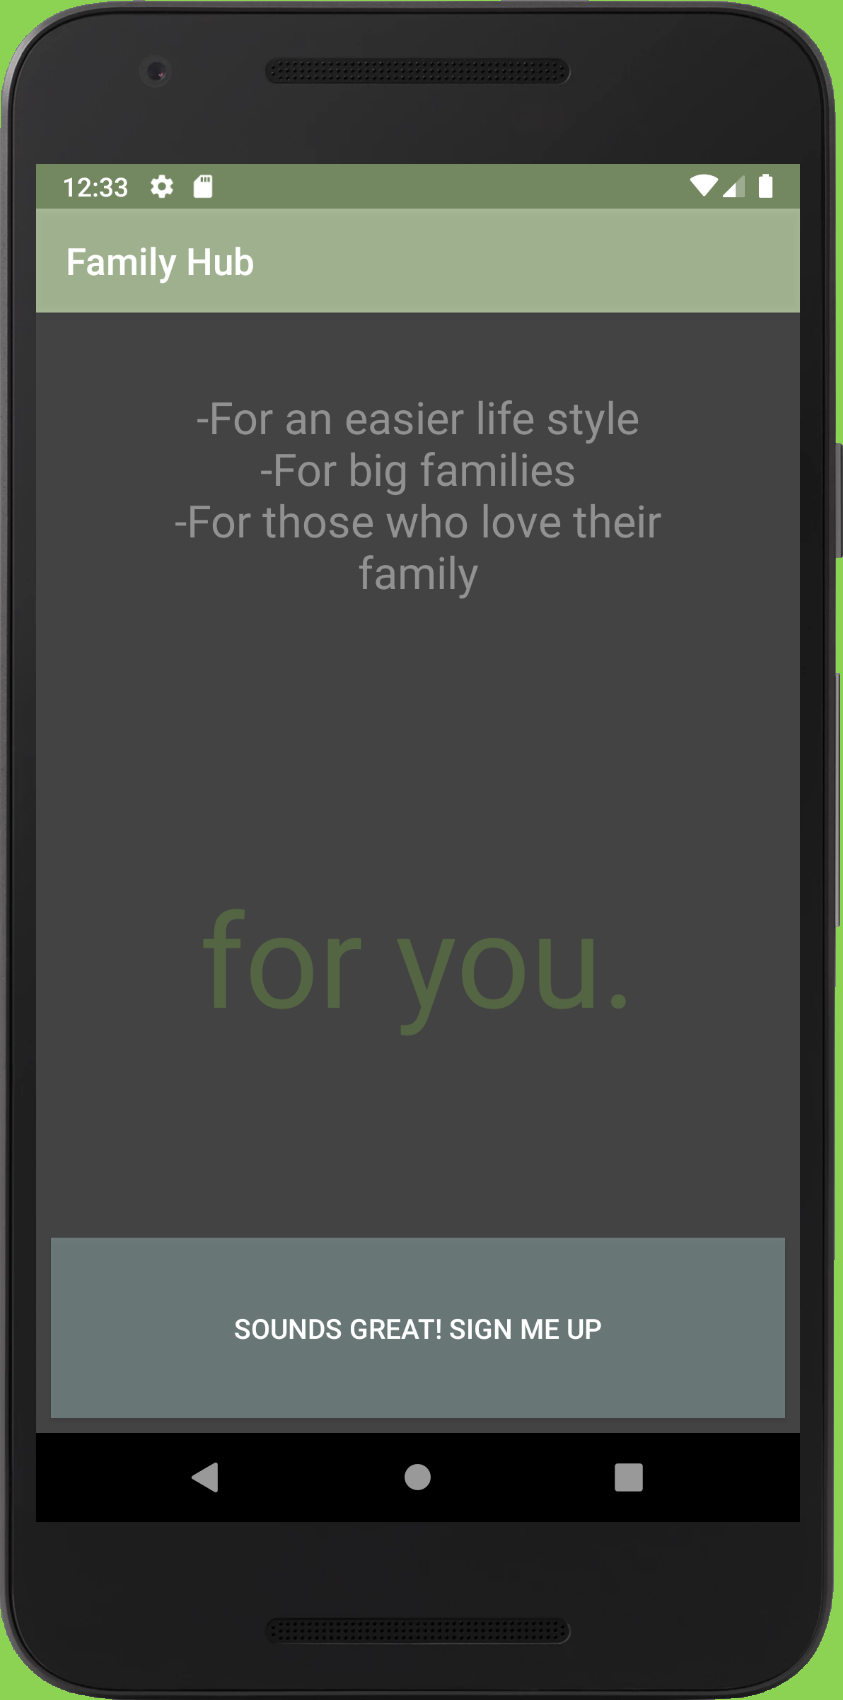 12:33
Family Hub
-For an easier life style
-For big families
-For those who love their
family
for you.
SOUNDS GREAT! SIGN ME UP